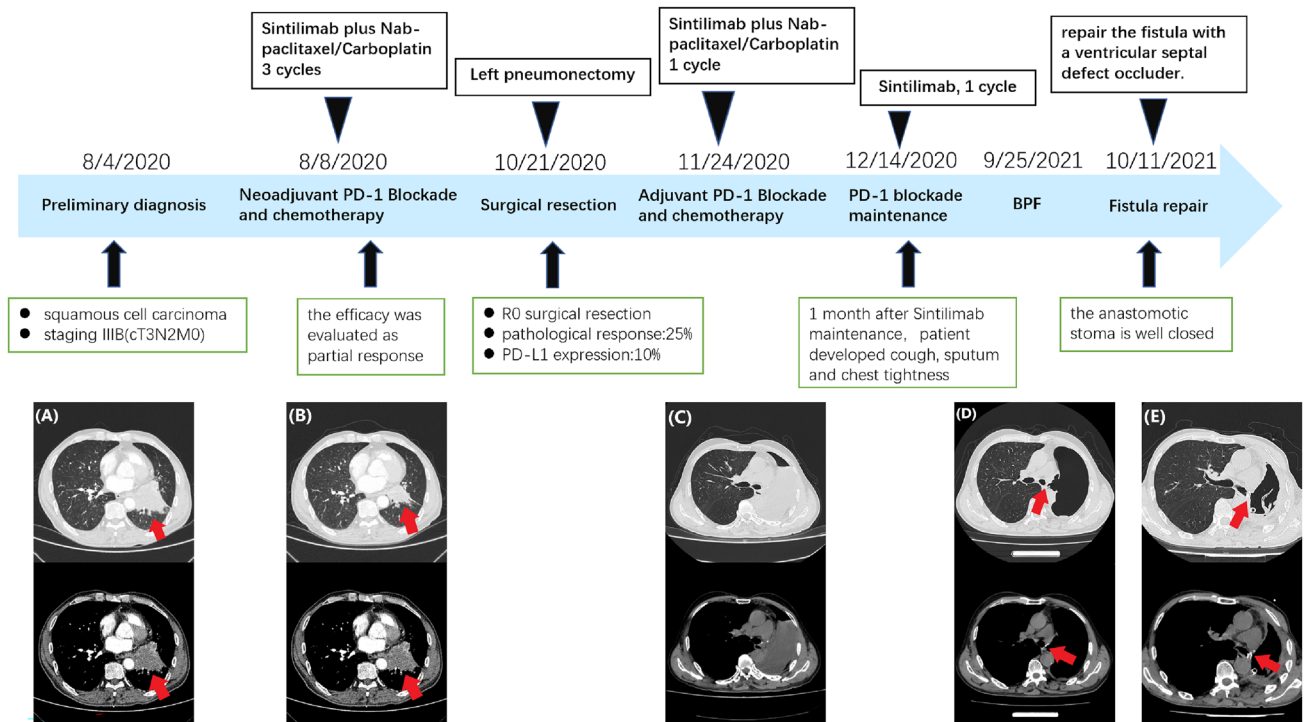 Sintilimab plus Nab-
paclitaxel/Carboplatin
3 cycles
Left pneumonectomy
Sintilimab plus Nab-
paclitaxel/Carboplatin
1 cycle
Sintilimab, 1 cycle
repair the fistula with
a ventricular septal
defect occluder.
8/4/2020
8/8/2020
10/21/2020
11/24/2020
12/14/2020
9/25/2021
10/11/2021
Preliminary diagnosis
Neoadjuvant PD-1 Blockade
and chemotherapy
Surgical resection
Adjuvant PD-1 Blockade
and chemotherapy
PD-1 blockade
maintenance
BPF
Fistula repair
● squamous cell carcinoma
● staging IIIB(cT3N2M0)
the efficacy was
evaluated as
partial response
● R0 surgical resection
● pathological response:25%
● PD-L1 expression:10%
1 month after Sintilimab
maintenance, patient
developed cough, sputum
and chest tightness
the anastomotic
stoma is well closed
(A)
(B)
(C)
(D)
(E)